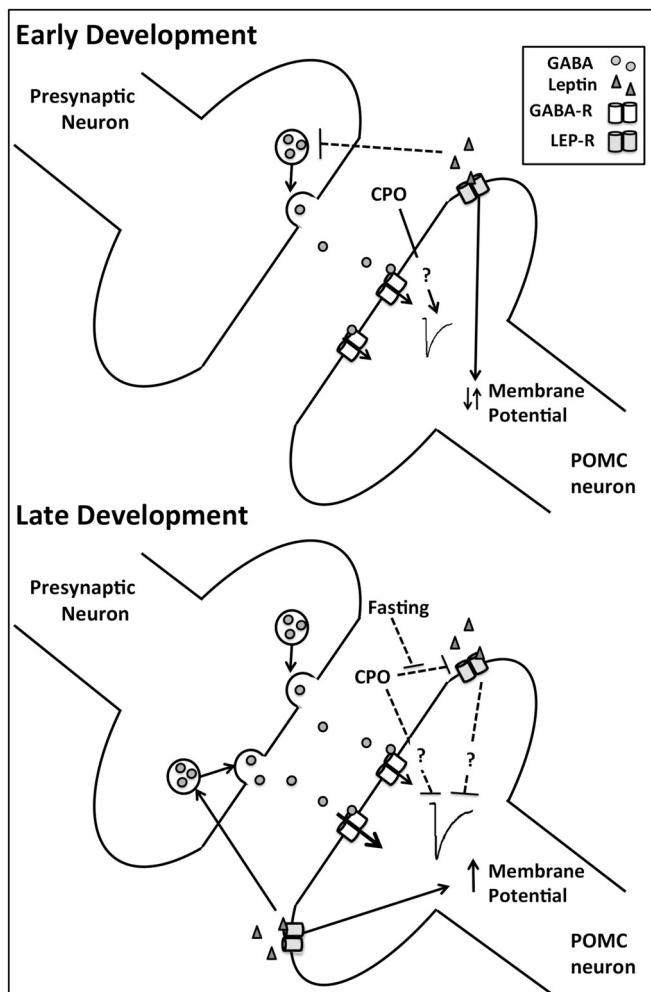 Early Development
GABA
Leptin
GABA-R
LEP-R
Presynaptic
Neuron
CPO
?
Membrane
Potential
POMC
neuron
Late Development
Presynaptic
Neuron
Fasting
CPO
?
?
Membrane
Potential
POMC
neuron